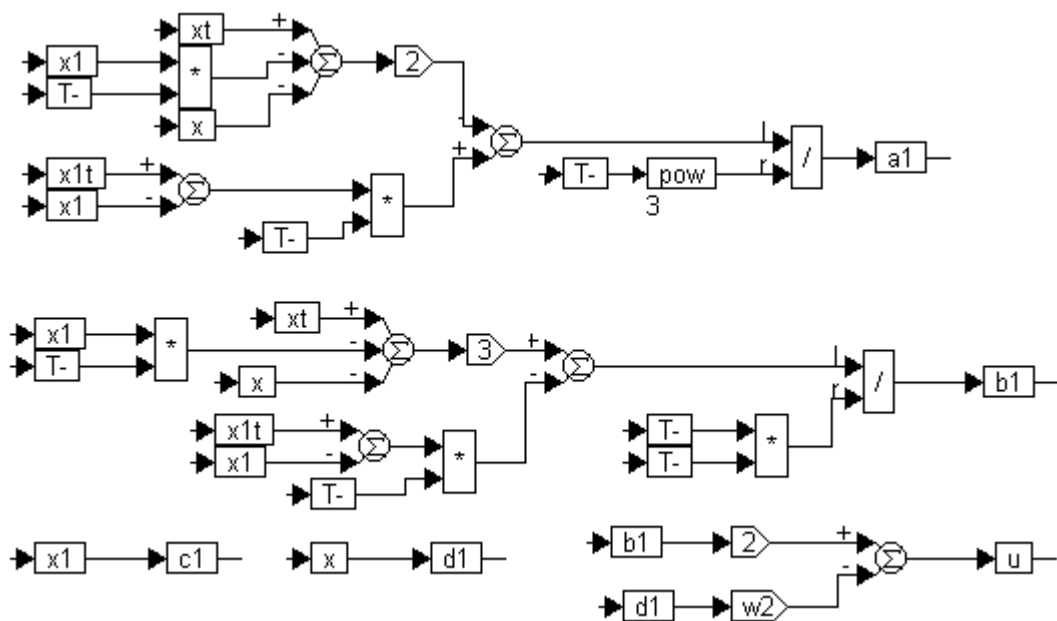 xt +
x1 * - Σ 2
T- -
x -
x1t + Σ + Σ l / a1
x1 - * T- pow r
3
T-
xt +
x1 * - Σ 3 + Σ l / b1
T- -
x - r
x1t + Σ * T- *
x1 - T-
T-
x1 c1 x d1 b1 2 + Σ u
-
d1 w2